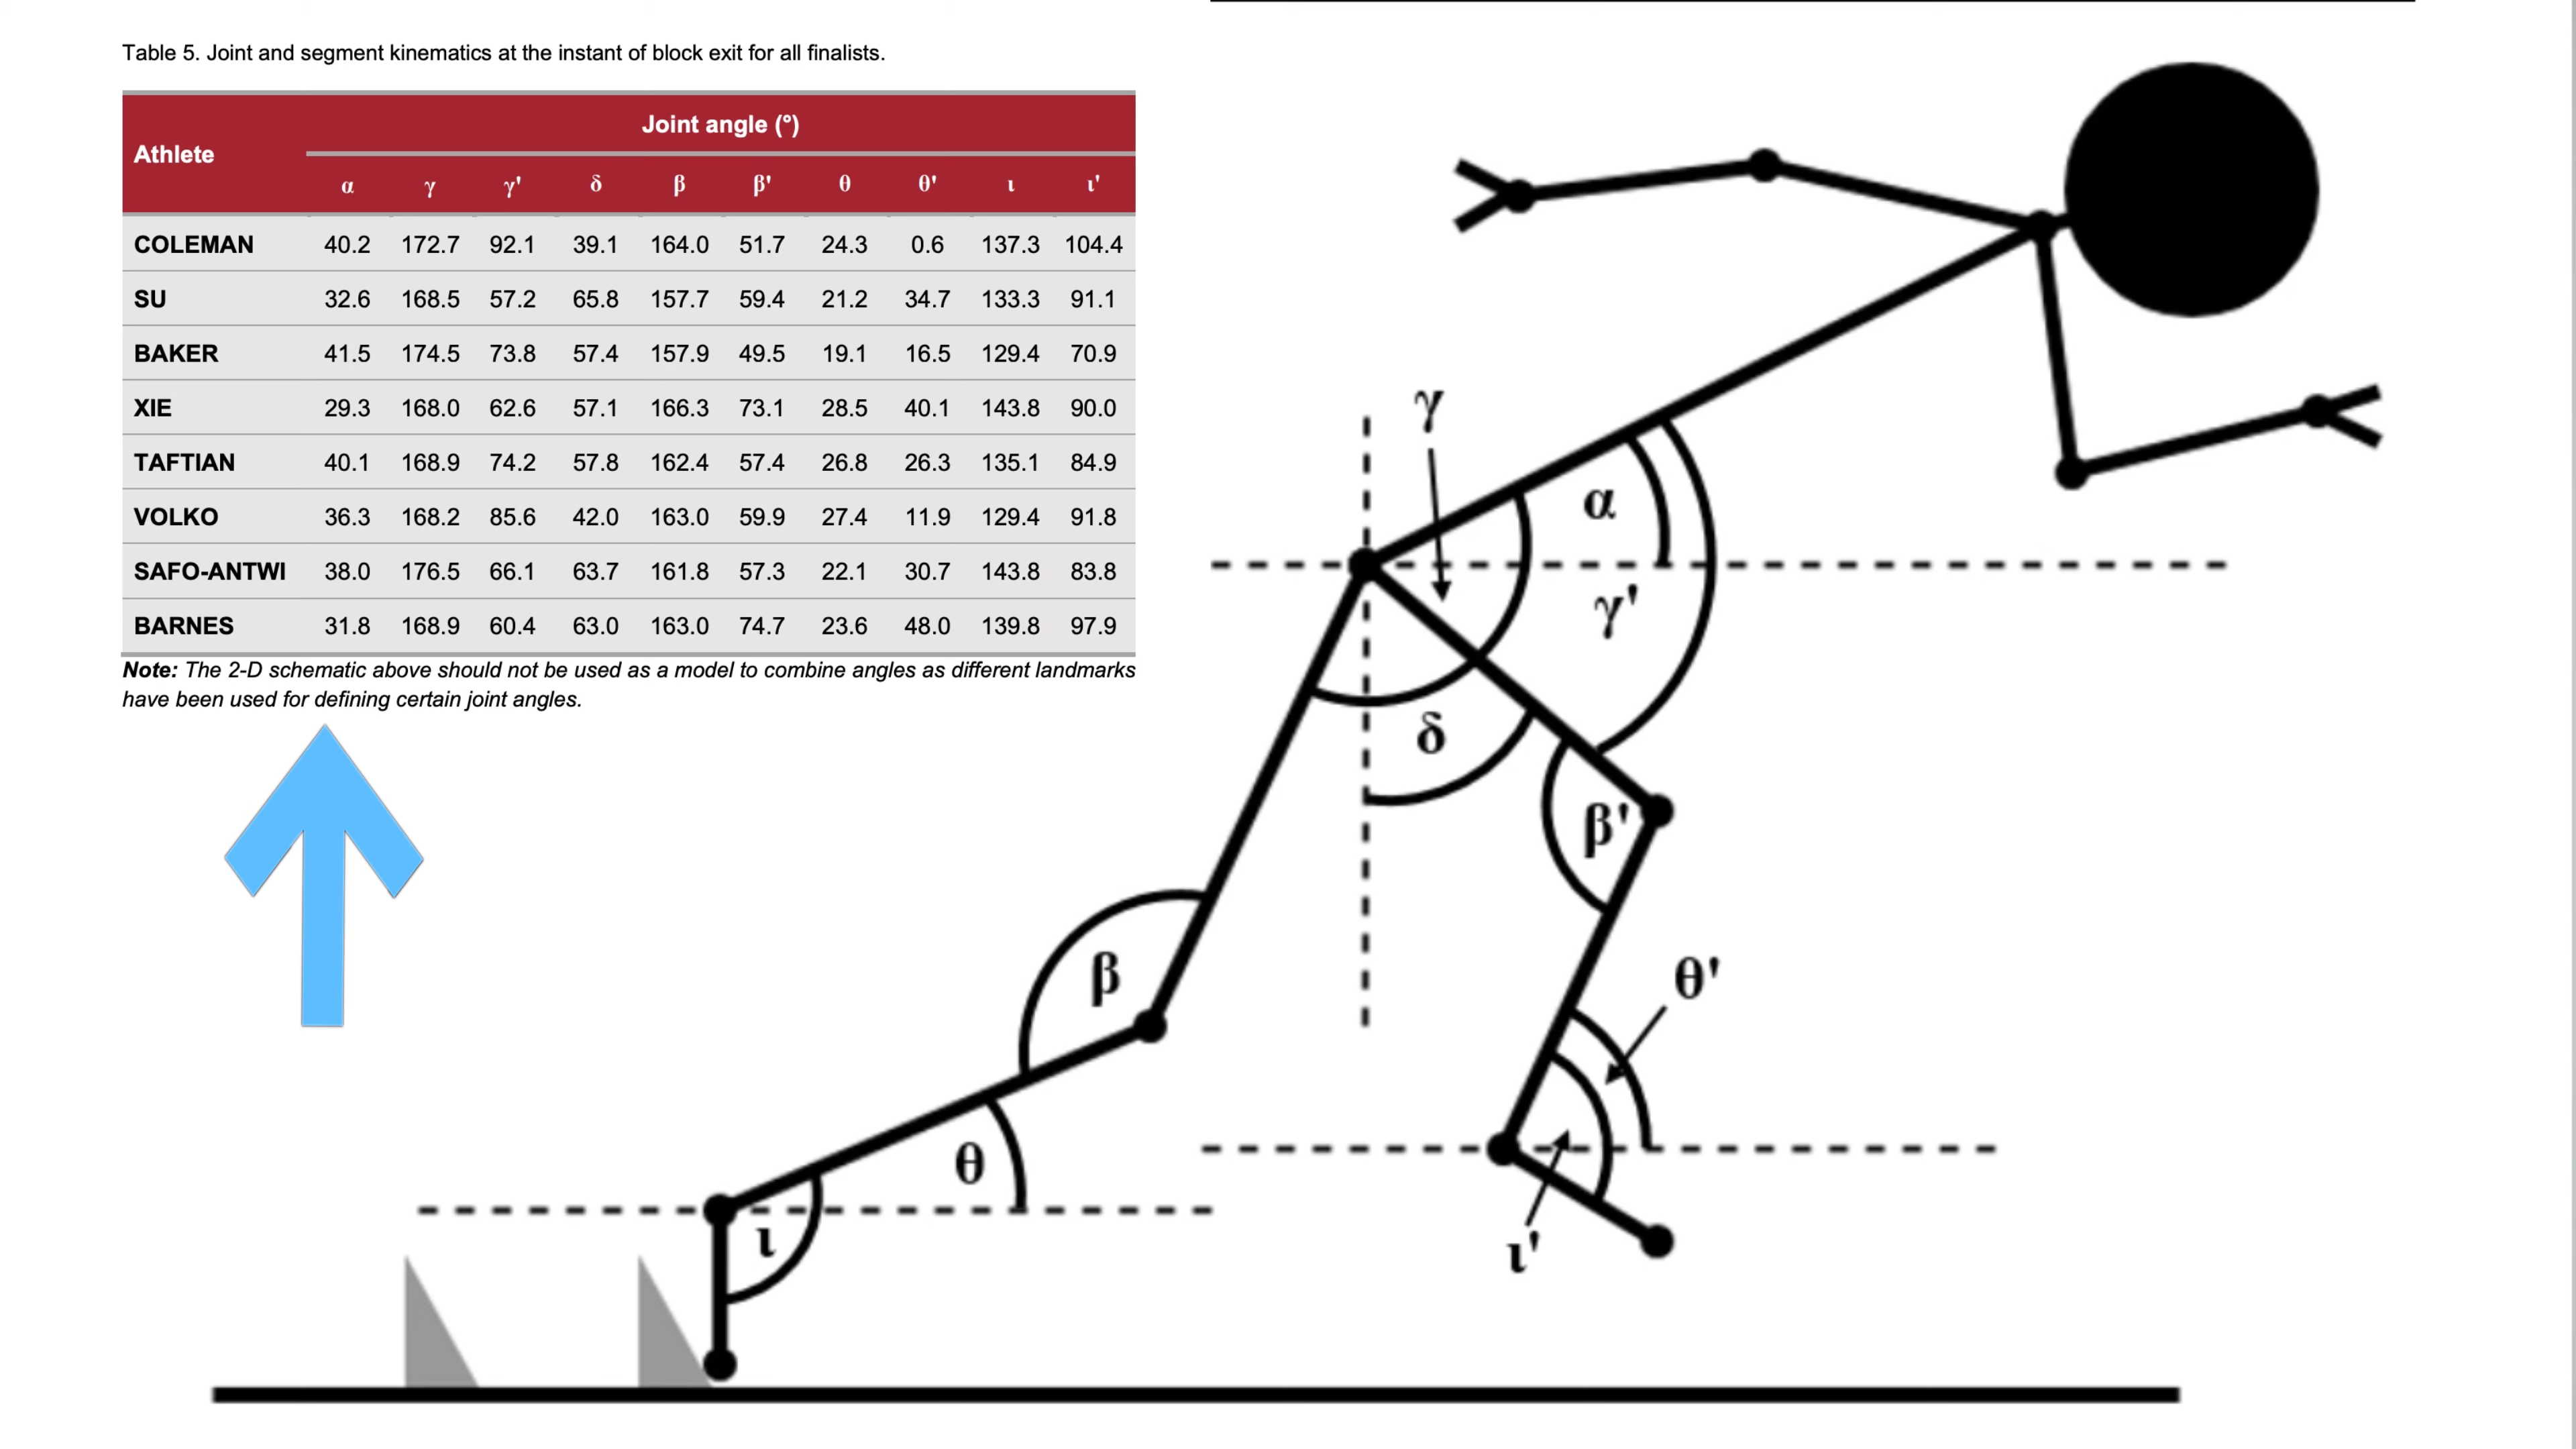 Table 5. Joint and segment kinematics at the instant of block exit for all finalists.
Athlete Joint angle (°)
α γ γ' δ β β' θ θ' ι ι'
COLEMAN 40.2 172.7 92.1 39.1 164.0 51.7 24.3 0.6 137.3 104.4
SU 32.6 168.5 57.2 65.8 157.7 59.4 21.2 34.7 133.3 91.1
BAKER 41.5 174.5 73.8 57.4 157.9 49.5 19.1 16.5 129.4 70.9
XIE 29.3 168.0 62.6 57.1 166.3 73.1 28.5 40.1 143.8 90.0
TAFTIAN 40.1 168.9 74.2 57.8 162.4 57.4 26.8 26.3 135.1 84.9
VOLKO 36.3 168.2 85.6 42.0 163.0 59.9 27.4 11.9 129.4 91.8
SAFO-ANTWI 38.0 176.5 66.1 63.7 161.8 57.3 22.1 30.7 143.8 83.8
BARNES 31.8 168.9 60.4 63.0 163.0 74.7 23.6 48.0 139.8 97.9
Note: The 2-D schematic above should not be used as a model to combine angles as different landmarks
have been used for defining certain joint angles.
γ
α
γ'
δ
β'
β
θ'
θ
ι
ι'